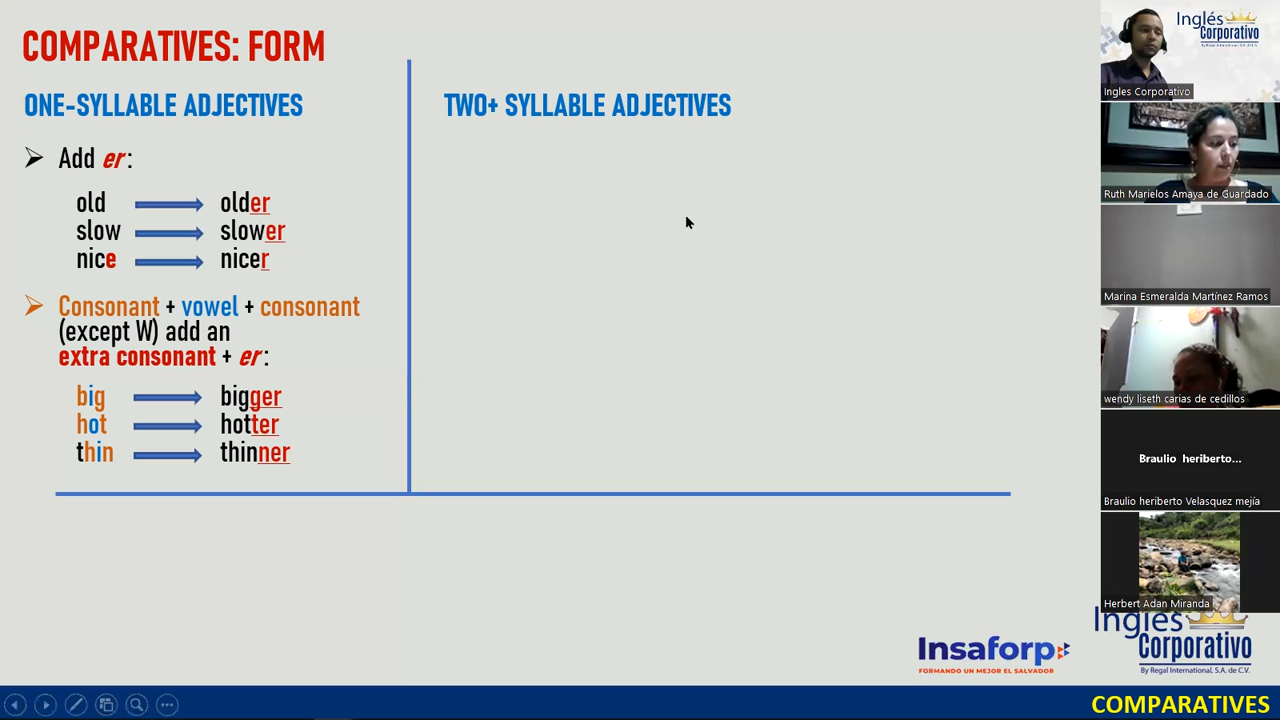 COMPARATIVES: FORM
ONE-SYLLABLE ADJECTIVES
Add er:
old older
slow slower
nice nicer
Consonant + vowel + consonant
(except W) add an
extra consonant + er:
big bigger
hot hotter
thin thinner
TWO+ SYLLABLE ADJECTIVES
Inglés
Corporativo
Ingles Corporativo
Ruth Marielos Amaya de Guardado
Marina Esmeralda Martínez Ramos
wendy liseth carias de cedillos
Braulio heriberto...
Braulio heriberto Velasquez mejía
Herbert Adan Miranda
Insaforp
FORMANDO UN MEJOR EL SALVADOR
Inglés
Corporativo
By Regal International, S.A. de C.V.
COMPARATIVES